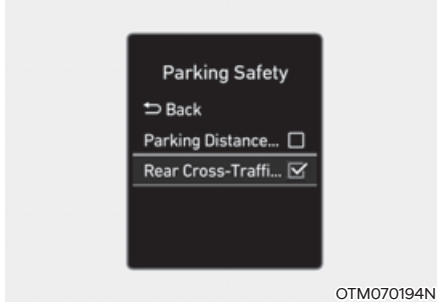 Parking Safety
Back
Parking Distance...
Rear Cross-Traffi...
OTM070194N